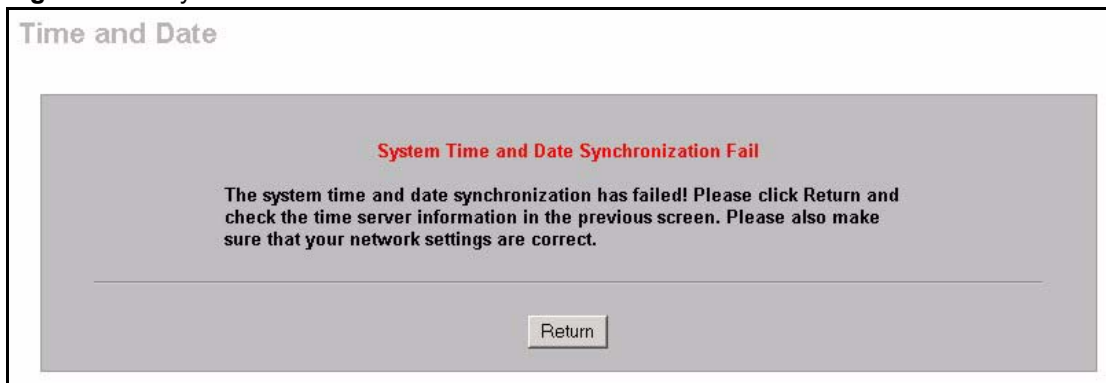 Time and Date
System Time and Date Synchronization Fail
The system time and date synchronization has failed! Please click Return and
check the time server information in the previous screen. Please also make
sure that your network settings are correct.
Return